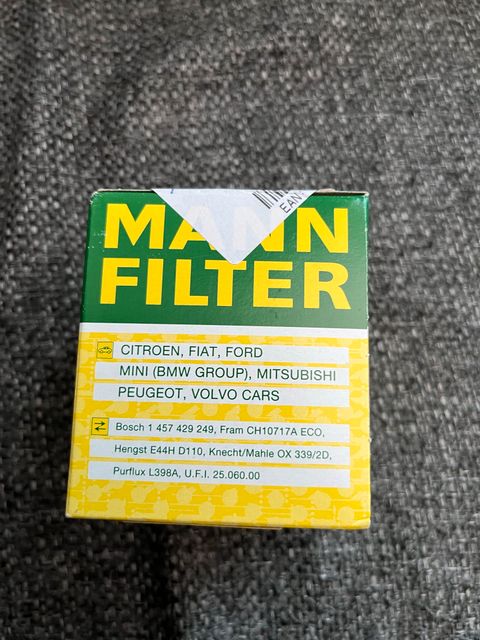 EAN
MANN
FILTER
CITROEN, FIAT, FORD
MINI (BMW GROUP), MITSUBISHI
PEUGEOT, VOLVO CARS
Bosch 1 457 429 249, Fram CH10717A ECO,
Hengst E44H D110, Knecht/Mahle OX 339/2D,
Purflux L398A, U.F.I. 25.060.00